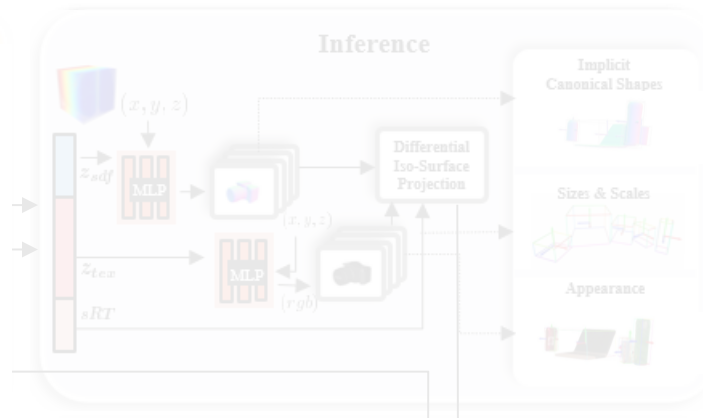 Inference
Implicit
Canonical Shapes
(x, y, z)
Differential
Iso-Surface
Projection
z_sdf
MLP
Sizes & Scales
(x, y, z)
z_tex
MLP
Appearance
(rgb)
sRT